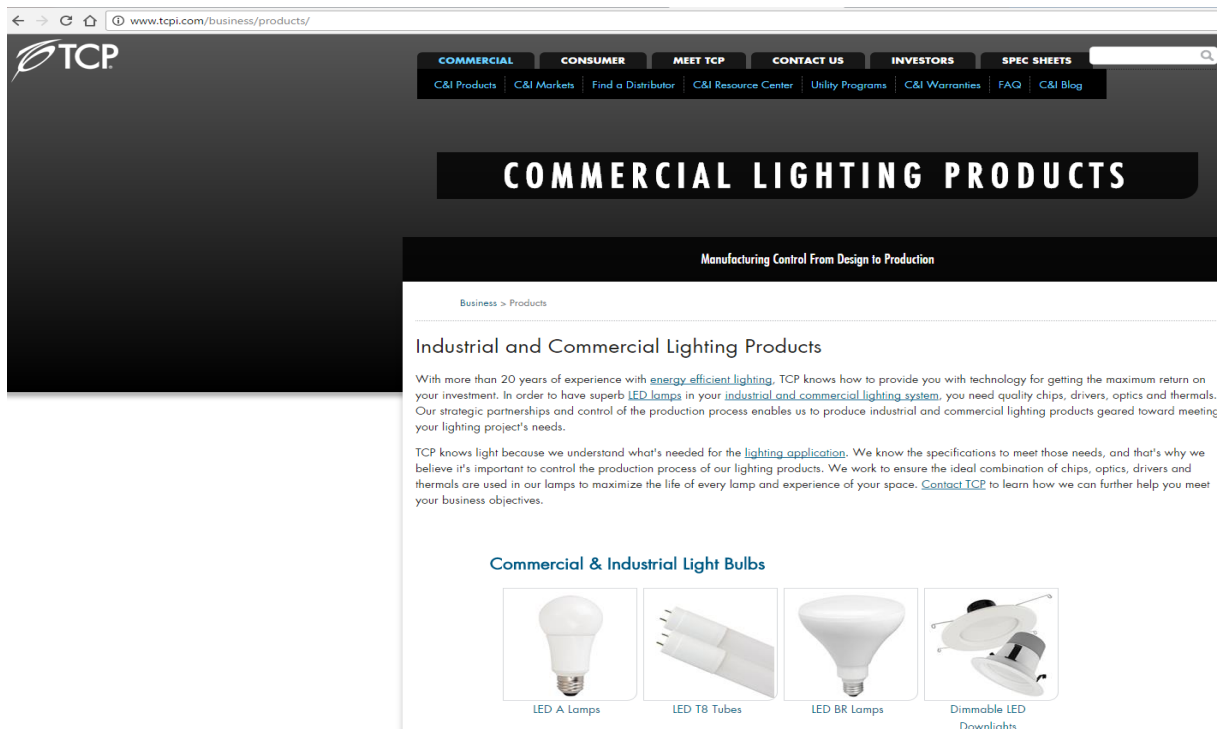 www.tcpi.com/business/products/
TCP
COMMERCIAL CONSUMER MEET TCP CONTACT US INVESTORS SPEC SHEETS
C&I Products C&I Markets Find a Distributor C&I Resource Center Utility Programs C&I Warranties FAQ C&I Blog
COMMERCIAL LIGHTING PRODUCTS
Manufacturing Control From Design to Production
Business > Products
Industrial and Commercial Lighting Products
With more than 20 years of experience with energy efficient lighting, TCP knows how to provide you with technology for getting the maximum return on
your investment. In order to have superb LED lamps in your industrial and commercial lighting system, you need quality chips, drivers, optics and thermals.
Our strategic partnerships and control of the production process enables us to produce industrial and commercial lighting products geared toward meeting
your lighting project's needs.
TCP knows light because we understand what's needed for the lighting application. We know the specifications to meet those needs, and that's why we
believe it's important to control the production process of our lighting products. We work to ensure the ideal combination of chips, optics, drivers and
thermals are used in our lamps to maximize the life of every lamp and experience of your space. Contact TCP to learn how we can further help you meet
your business objectives.
Commercial & Industrial Light Bulbs
LED A Lamps LED T8 Tubes LED BR Lamps Dimmable LED
Downlights